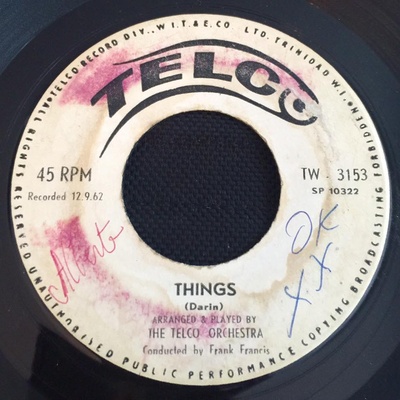 TELCO RECORD DIV., W.I.T.& E. CO LTD. TRINIDAD W.I.
TELCO
45 RPM
TW - 3153
Recorded 12.9.62
SP 10322
Alberto
OK
X.X.
THINGS
(Darin)
ARRANGED & PLAYED BY
THE TELCO ORCHESTRA
Conducted by Frank Francis
ALL RIGHTS RESERVED UNAUTHORISED PUBLIC PERFORMANCE COPYING BROADCASTING FORBIDDEN